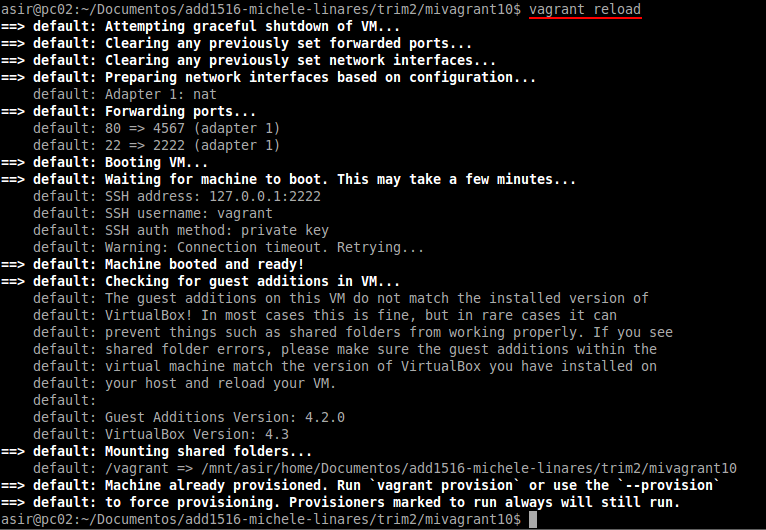 asir@pc02:~/Documentos/add1516-michele-linares/trim2/mivagrant10$ vagrant reload
==> default: Attempting graceful shutdown of VM...
==> default: Clearing any previously set forwarded ports...
==> default: Clearing any previously set network interfaces...
==> default: Preparing network interfaces based on configuration...
    default: Adapter 1: nat
==> default: Forwarding ports...
    default: 80 => 4567 (adapter 1)
    default: 22 => 2222 (adapter 1)
==> default: Booting VM...
==> default: Waiting for machine to boot. This may take a few minutes...
    default: SSH address: 127.0.0.1:2222
    default: SSH username: vagrant
    default: SSH auth method: private key
    default: Warning: Connection timeout. Retrying...
==> default: Machine booted and ready!
==> default: Checking for guest additions in VM...
    default: The guest additions on this VM do not match the installed version of
    default: VirtualBox! In most cases this is fine, but in rare cases it can
    default: prevent things such as shared folders from working properly. If you see
    default: shared folder errors, please make sure the guest additions within the
    default: virtual machine match the version of VirtualBox you have installed on
    default: your host and reload your VM.
    default:
    default: Guest Additions Version: 4.2.0
    default: VirtualBox Version: 4.3
==> default: Mounting shared folders...
    default: /vagrant => /mnt/asir/home/Documentos/add1516-michele-linares/trim2/mivagrant10
==> default: Machine already provisioned. Run `vagrant provision` or use the `--provision`
==> default: to force provisioning. Provisioners marked to run always will still run.
asir@pc02:~/Documentos/add1516-michele-linares/trim2/mivagrant10$